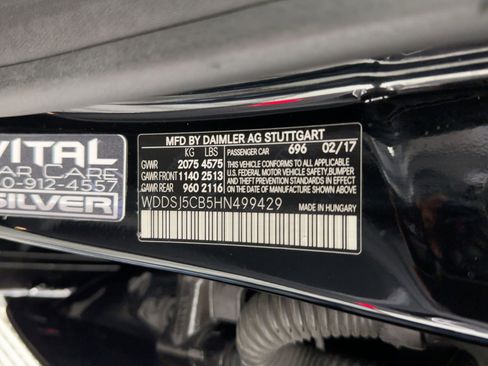 VITAL
CAR CARE
0-912-4557
SILVER
MFD BY DAIMLER AG STUTTGART
KG LBS PASSENGER CAR 696 02/17
GVWR 2075 4575 THIS VEHICLE CONFORMS TO ALL APPLICABLE
GAWR FRONT 1140 2513 U.S. FEDERAL MOTOR VEHICLE SAFETY, BUMPER
AND THEFT PREVENTION STANDARDS IN EFFECT
GAWR REAR 960 2116 ON THE DATE OF MANUFACTURE SHOWN ABOVE
WDDSJ5CB5HN499429 MADE IN HUNGARY